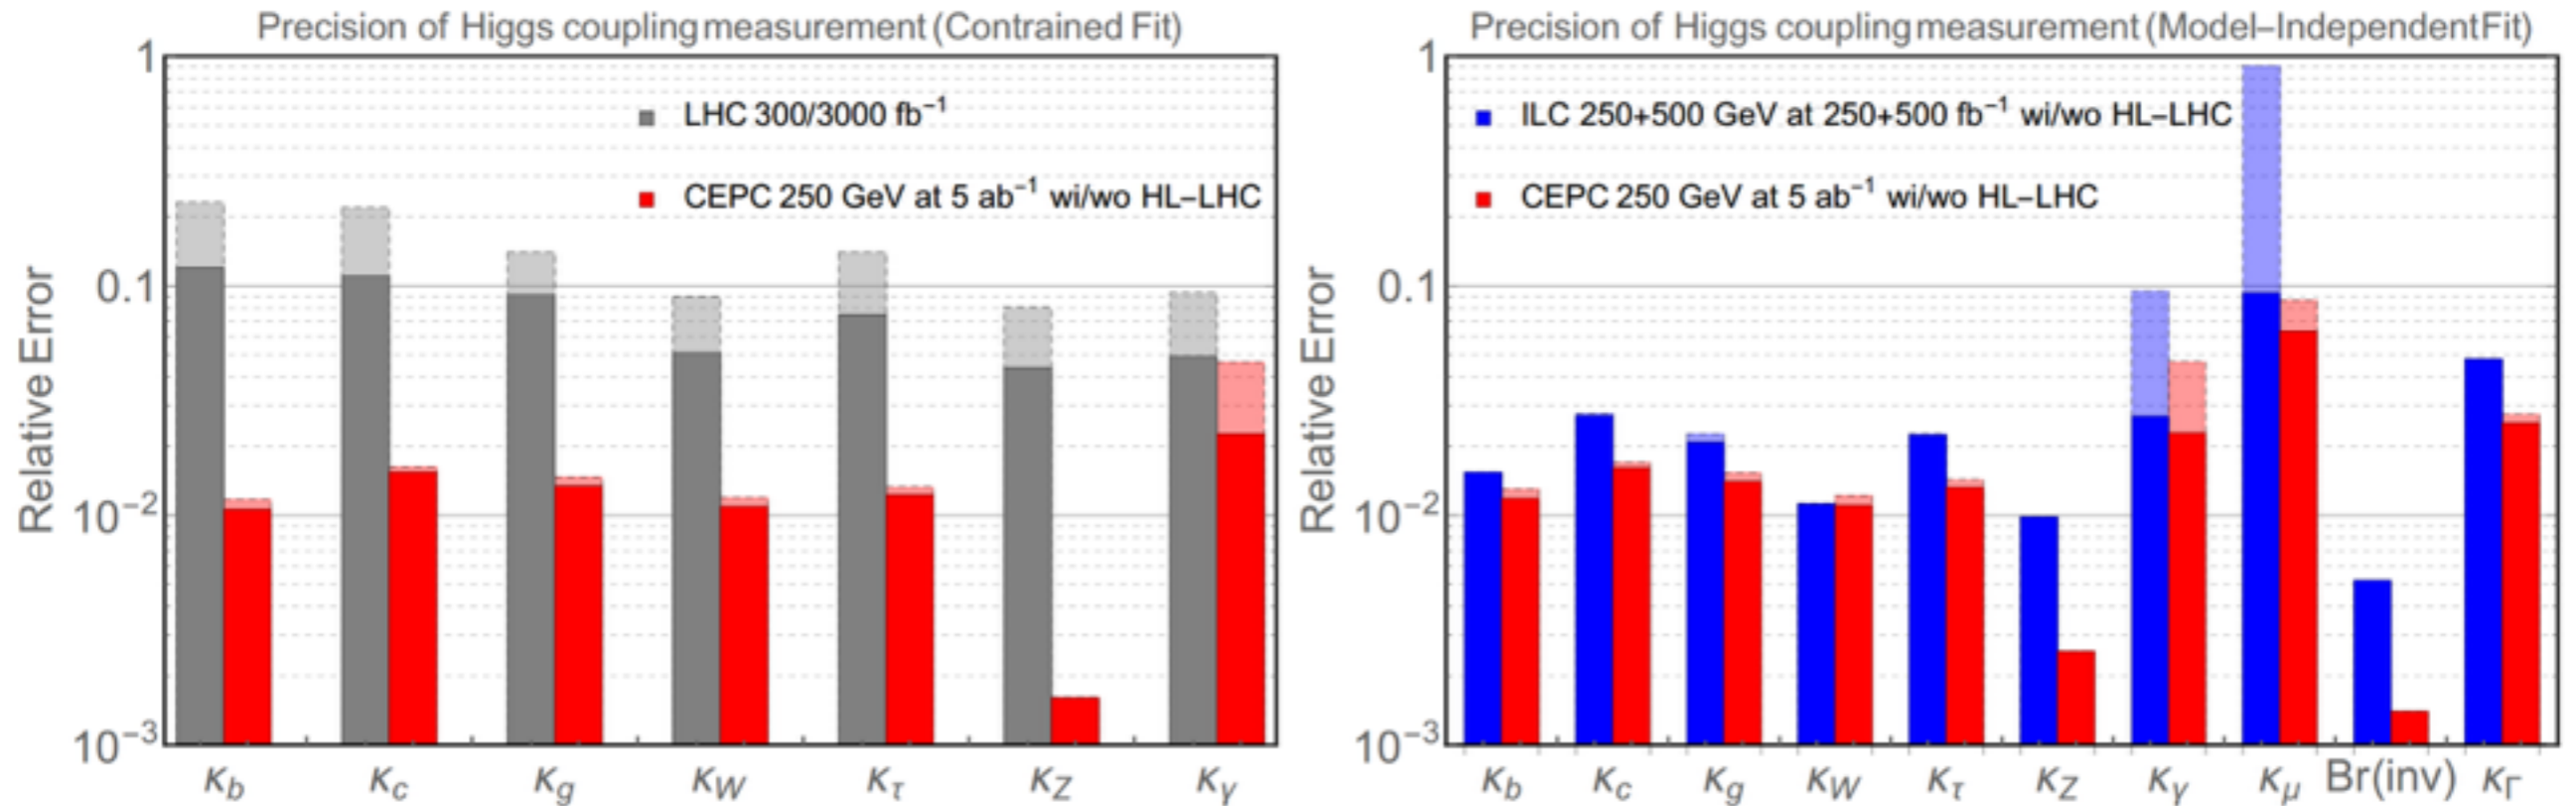 Precision of Higgs coupling measurement (Contrained Fit)
1
0.1
10⁻²
10⁻³
Relative Error
LHC 300/3000 fb⁻¹
CEPC 250 GeV at 5 ab⁻¹ wi/wo HL–LHC
κ_b κ_c κ_g κ_W κ_τ κ_Z κ_γ
Precision of Higgs coupling measurement (Model–Independent Fit)
1
0.1
10⁻²
10⁻³
Relative Error
ILC 250+500 GeV at 250+500 fb⁻¹ wi/wo HL–LHC
CEPC 250 GeV at 5 ab⁻¹ wi/wo HL–LHC
κ_b κ_c κ_g κ_W κ_τ κ_Z κ_γ κ_μ Br(inv) κ_Γ